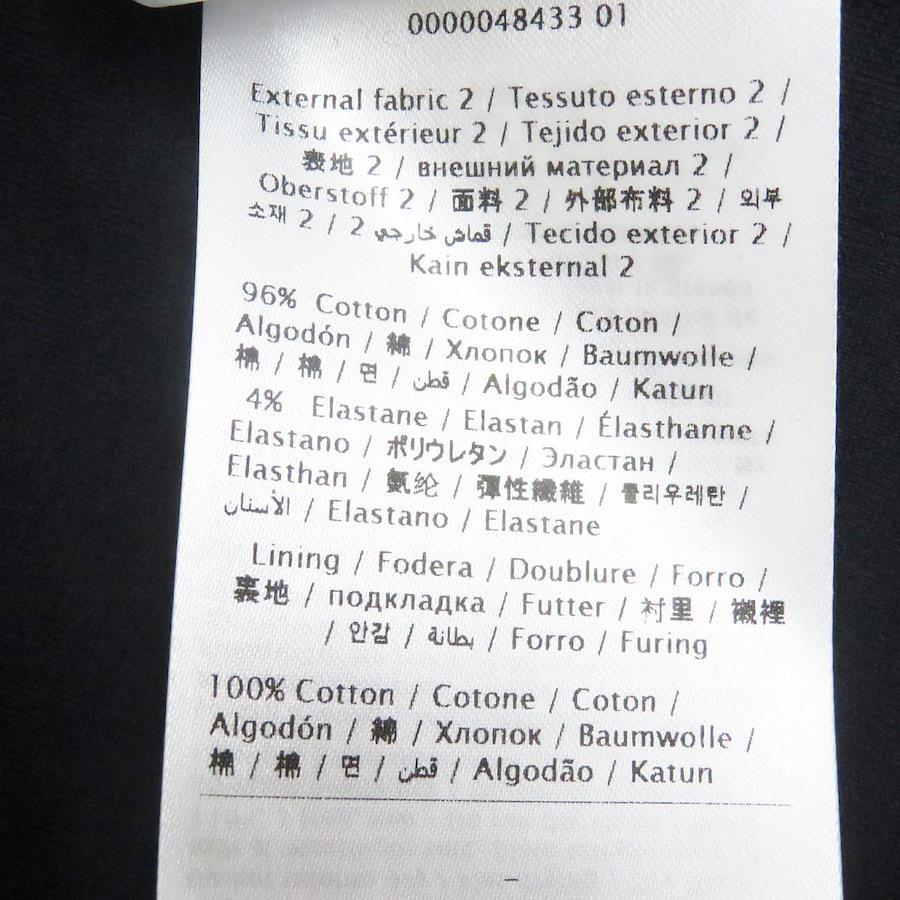 0000048433 01
External fabric 2 / Tessuto esterno 2 /
Tissu extérieur 2 / Tejido exterior 2 /
表地 2 / внешний материал 2 /
Oberstoff 2 / 面料 2 / 外部布料 2 / 외부
소재 2 / 2 قماش خارجي / Tecido exterior 2 /
Kain eksternal 2
96% Cotton / Cotone / Coton /
Algodón / 綿 / Хлопок / Baumwolle /
棉 / 棉 / 면 / قطن / Algodão / Katun
4% Elastane / Elastan / Élasthanne /
Elastano / ポリウレタン / Эластан /
Elasthan / 氨纶 / 彈性纖維 / 폴리우레탄 /
الأستان / Elastano / Elastane
Lining / Fodera / Doublure / Forro /
裏地 / подкладка / Futter / 衬里 / 襯裡
/ 안감 / بطانة / Forro / Furing
100% Cotton / Cotone / Coton /
Algodón / 綿 / Хлопок / Baumwolle /
棉 / 棉 / 면 / قطن / Algodão / Katun